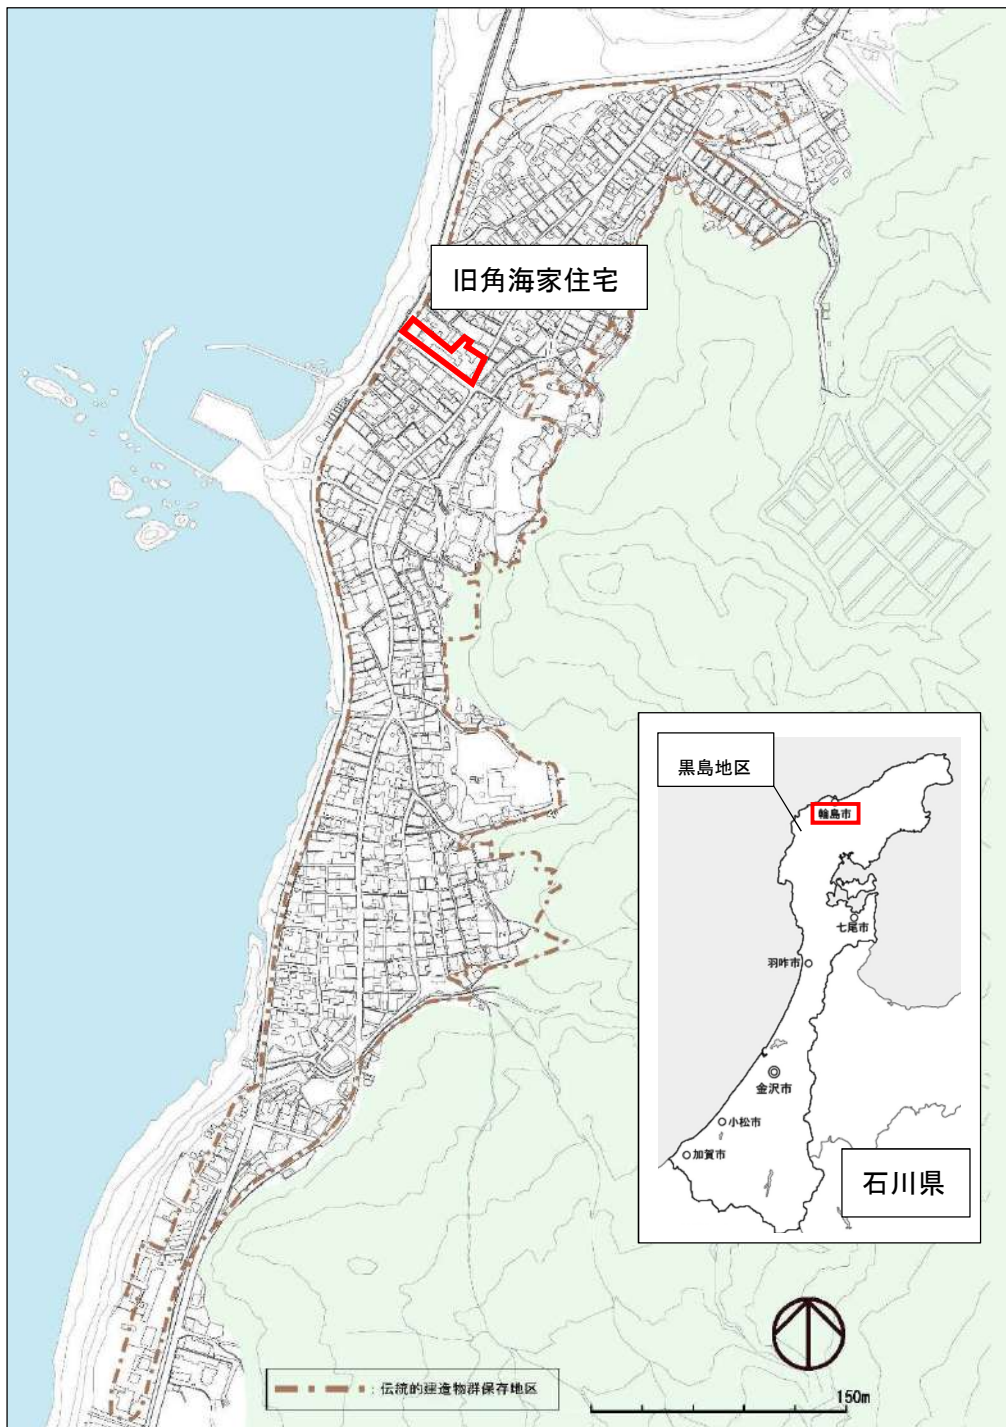 旧角海家住宅
黒島地区
輪島市
七尾市
羽咋市
金沢市
小松市
加賀市
石川県
：伝統的建造物群保存地区
150m